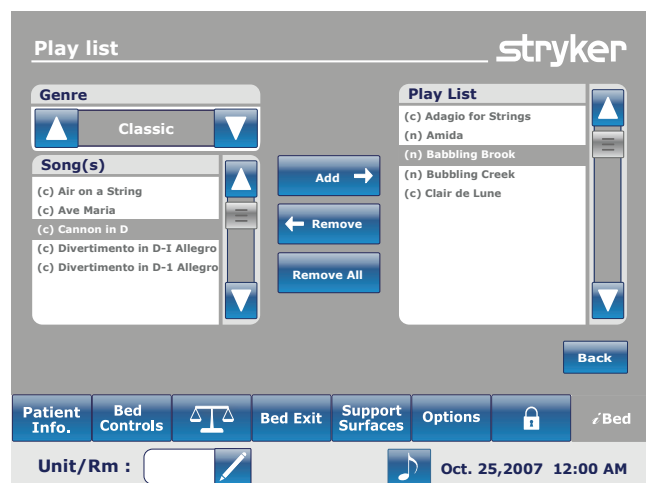 Play list
stryker
Genre
Classic
Song(s)
(c) Air on a String
(c) Ave Maria
(c) Cannon in D
(c) Divertimento in D-I Allegro
(c) Divertimento in D-1 Allegro
Add
Remove
Remove All
Play List
(c) Adagio for Strings
(n) Amida
(n) Babbling Brook
(n) Bubbling Creek
(c) Clair de Lune
Back
Patient
Info.
Bed
Controls
Bed Exit
Support
Surfaces
Options
iBed
Unit/Rm :
Oct. 25,2007 12:00 AM